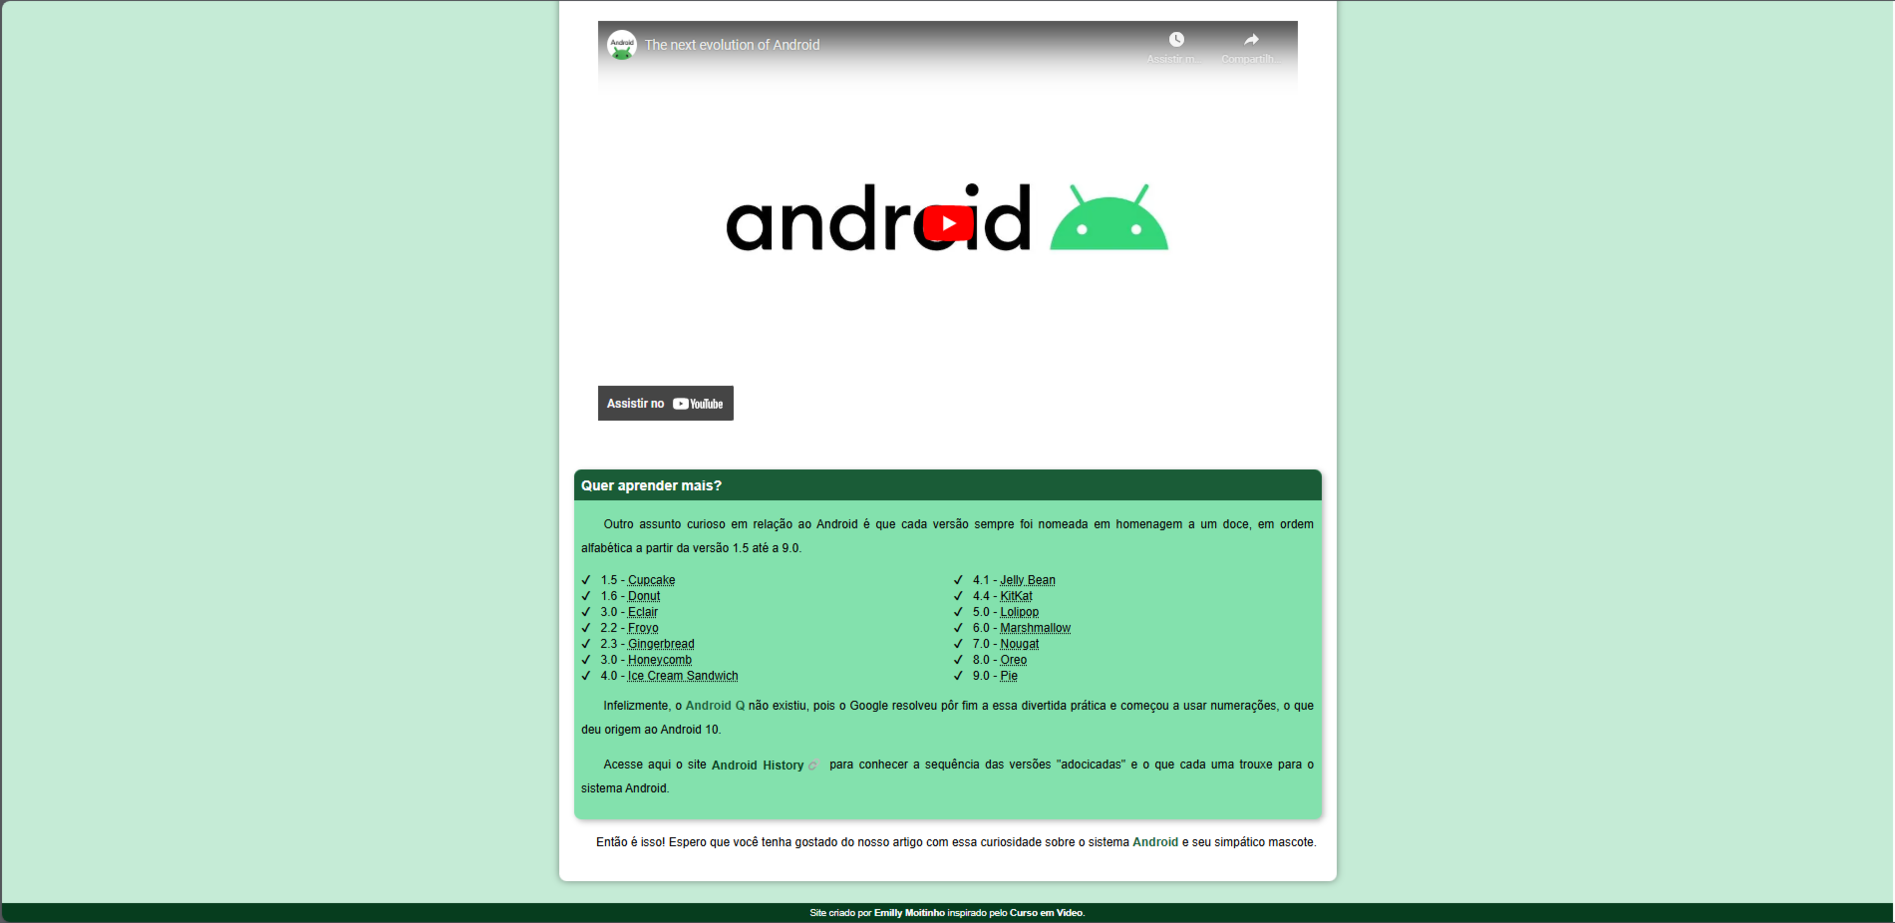 Android
The next evolution of Android
Assistir m...
Compartilh...
android
Assistir no YouTube
Quer aprender mais?
Outro assunto curioso em relação ao Android é que cada versão sempre foi nomeada em homenagem a um doce, em ordem
alfabética a partir da versão 1.5 até a 9.0.
✓ 1.5 - Cupcake
✓ 1.6 - Donut
✓ 3.0 - Eclair
✓ 2.2 - Froyo
✓ 2.3 - Gingerbread
✓ 3.0 - Honeycomb
✓ 4.0 - Ice Cream Sandwich
✓ 4.1 - Jelly Bean
✓ 4.4 - KitKat
✓ 5.0 - Lolipop
✓ 6.0 - Marshmallow
✓ 7.0 - Nougat
✓ 8.0 - Oreo
✓ 9.0 - Pie
Infelizmente, o Android Q não existiu, pois o Google resolveu pôr fim a essa divertida prática e começou a usar numerações, o que
deu origem ao Android 10.
Acesse aqui o site Android History para conhecer a sequência das versões "adocicadas" e o que cada uma trouxe para o
sistema Android.
Então é isso! Espero que você tenha gostado do nosso artigo com essa curiosidade sobre o sistema Android e seu simpático mascote.
Site criado por Emilly Moitinho inspirado pelo Curso em Video.